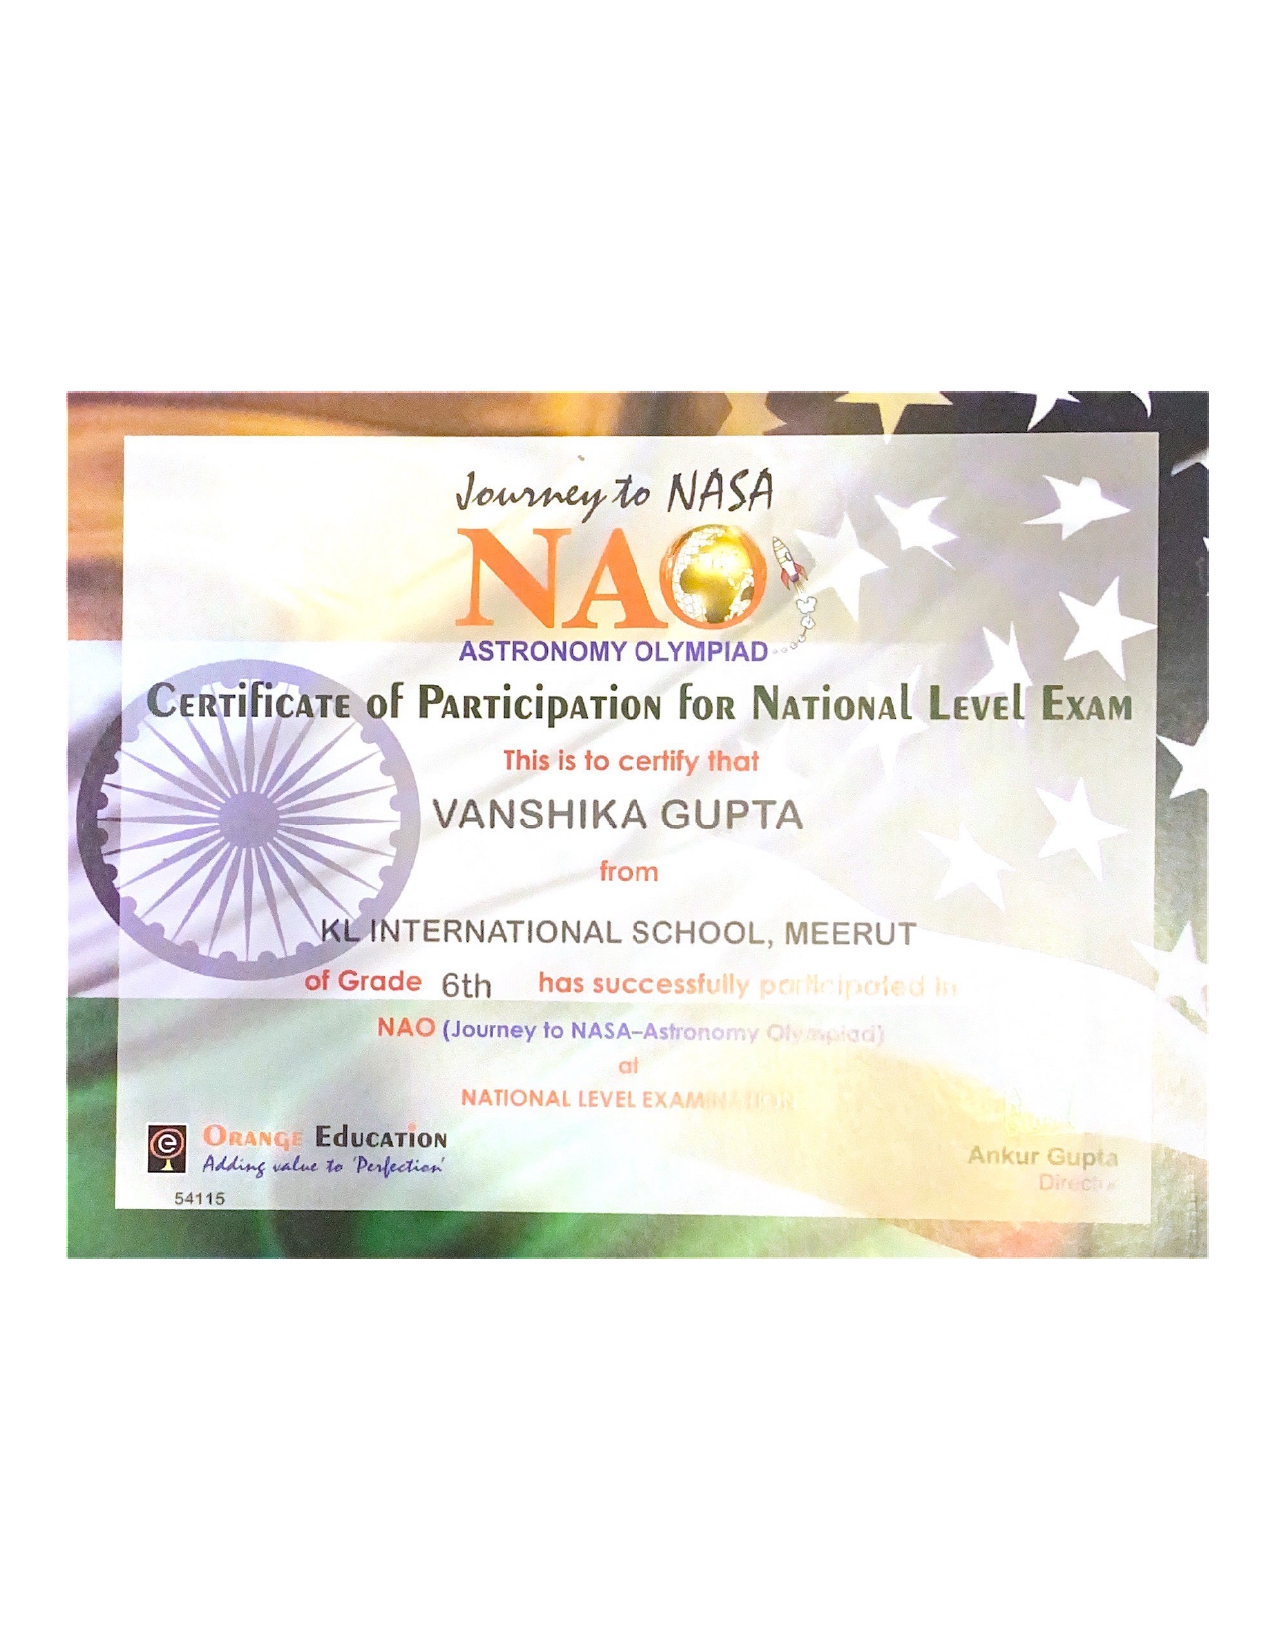 Journey to NASA
NAO
ASTRONOMY OLYMPIAD
Certificate of Participation for National Level Exam
This is to certify that
VANSHIKA GUPTA
from
KL INTERNATIONAL SCHOOL, MEERUT
of Grade 6th has successfully participated in
NAO (Journey to NASA–Astronomy Olympiad)
at
NATIONAL LEVEL EXAMINATION
e
Orange Education
Adding value to 'Perfection'
54115
Ankur Gupta
Director